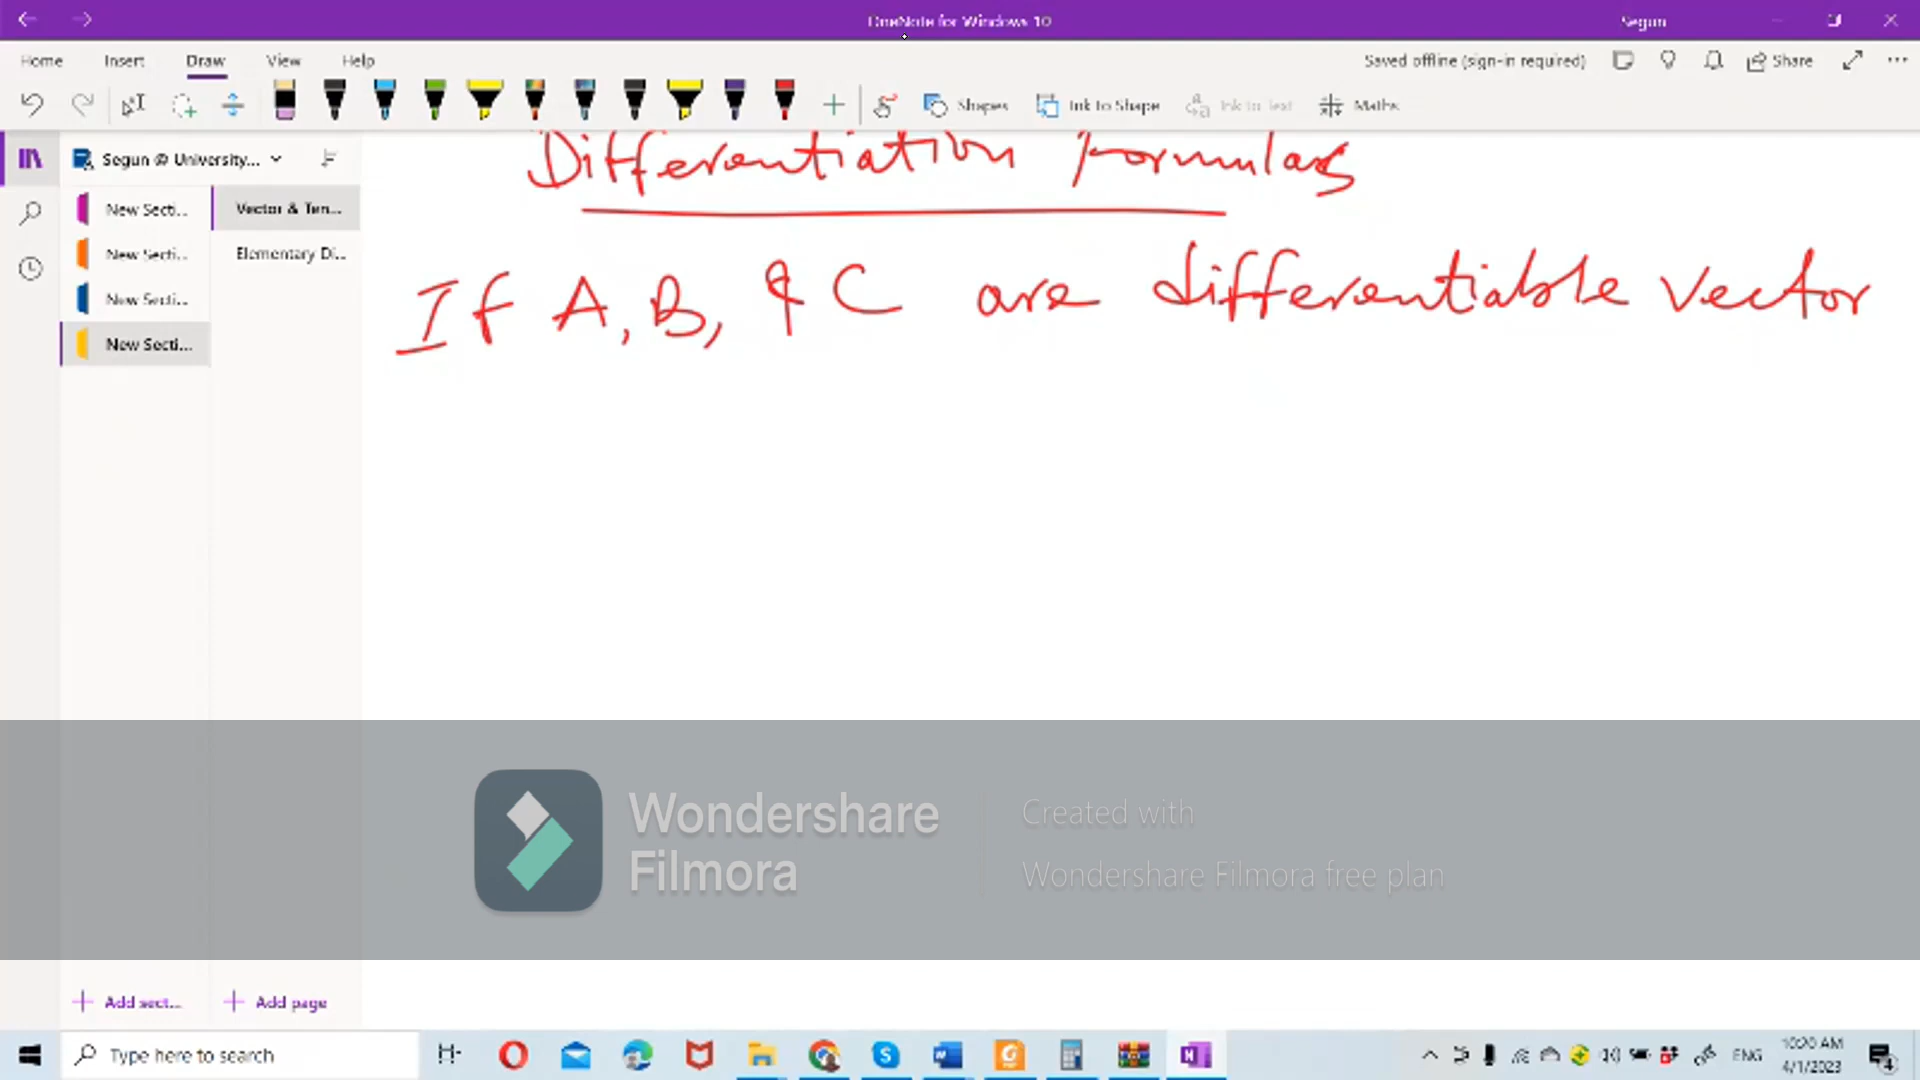 OneNote for Windows 10
Segun
Home Insert Draw View Help
Saved offline (sign-in required) Share
Shapes Ink to Shape Ink to Text Maths
Segun @ University...
New Secti...
New Secti...
New Secti...
New Secti...
Vector & Ten...
Elementary Di...
Differentiation Formulas
If A, B, & C are differentiable vector
Wondershare
Filmora
Created with
Wondershare Filmora free plan
Add sect...
Add page
Type here to search
ENG
10:20 AM
4/1/2023